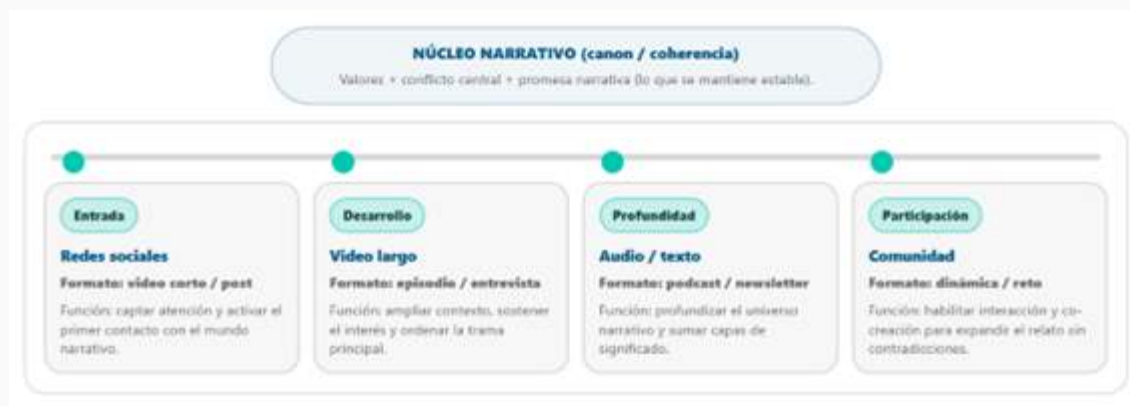 NÚCLEO NARRATIVO (canon / coherencia)
Valores + conflicto central + promesa narrativa (lo que se mantiene estable).
Entrada
Redes sociales
Formato: video corto / post
Función: captar atención y activar el
primer contacto con el mundo
narrativo.
Desarrollo
Video largo
Formato: episodio / entrevista
Función: ampliar contexto, sostener
el interés y ordenar la trama
principal.
Profundidad
Audio / texto
Formato: podcast / newsletter
Función: profundizar el universo
narrativo y sumar capas de
significado.
Participación
Comunidad
Formato: dinámica / reto
Función: habilitar interacción y co-
creación para expandir el relato sin
contradicciones.